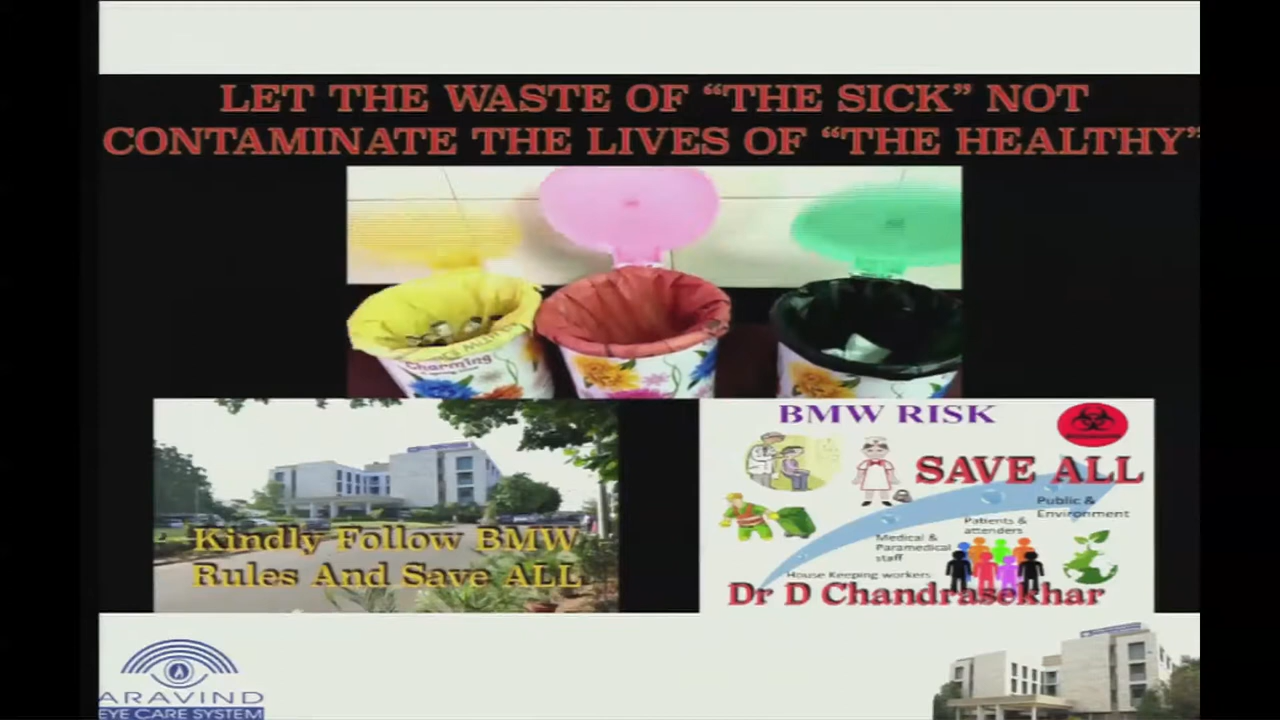 LET THE WASTE OF “THE SICK” NOT
CONTAMINATE THE LIVES OF “THE HEALTHY”
Charming
Kindly Follow BMW
Rules And Save ALL
BMW RISK
SAVE ALL
Public &
Environment
Patients &
attenders
Medical &
Paramedical
staff
House Keeping workers
Dr D Chandrasekhar
ARAVIND
EYE CARE SYSTEM